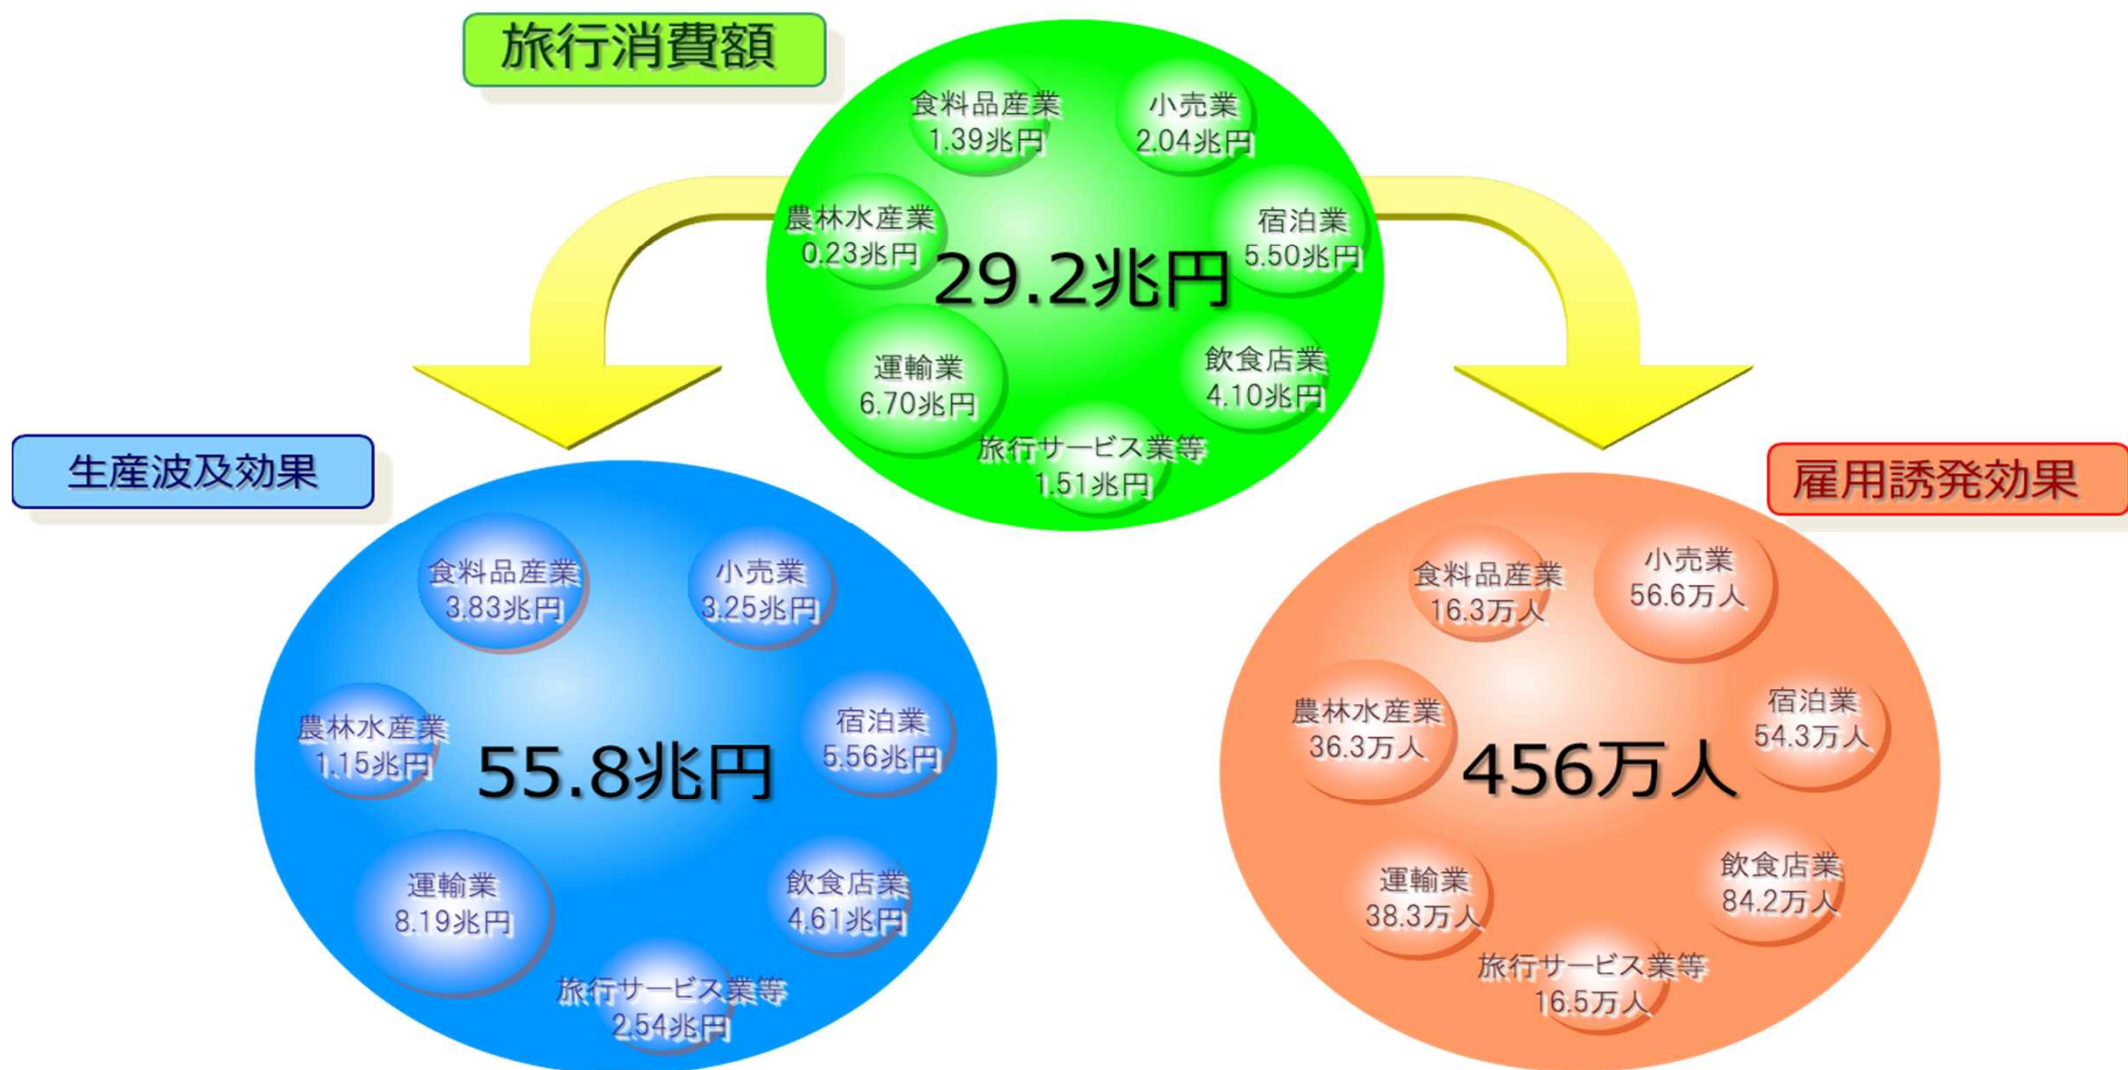 旅行消費額
食料品産業
1.39兆円
小売業
2.04兆円
農林水産業
0.23兆円
宿泊業
5.50兆円
29.2兆円
運輸業
6.70兆円
飲食店業
4.10兆円
旅行サービス業等
1.51兆円
生産波及効果
食料品産業
3.83兆円
小売業
3.25兆円
農林水産業
1.15兆円
宿泊業
5.56兆円
55.8兆円
運輸業
8.19兆円
飲食店業
4.61兆円
旅行サービス業等
2.54兆円
雇用誘発効果
食料品産業
16.3万人
小売業
56.6万人
農林水産業
36.3万人
宿泊業
54.3万人
456万人
運輸業
38.3万人
飲食店業
84.2万人
旅行サービス業等
16.5万人